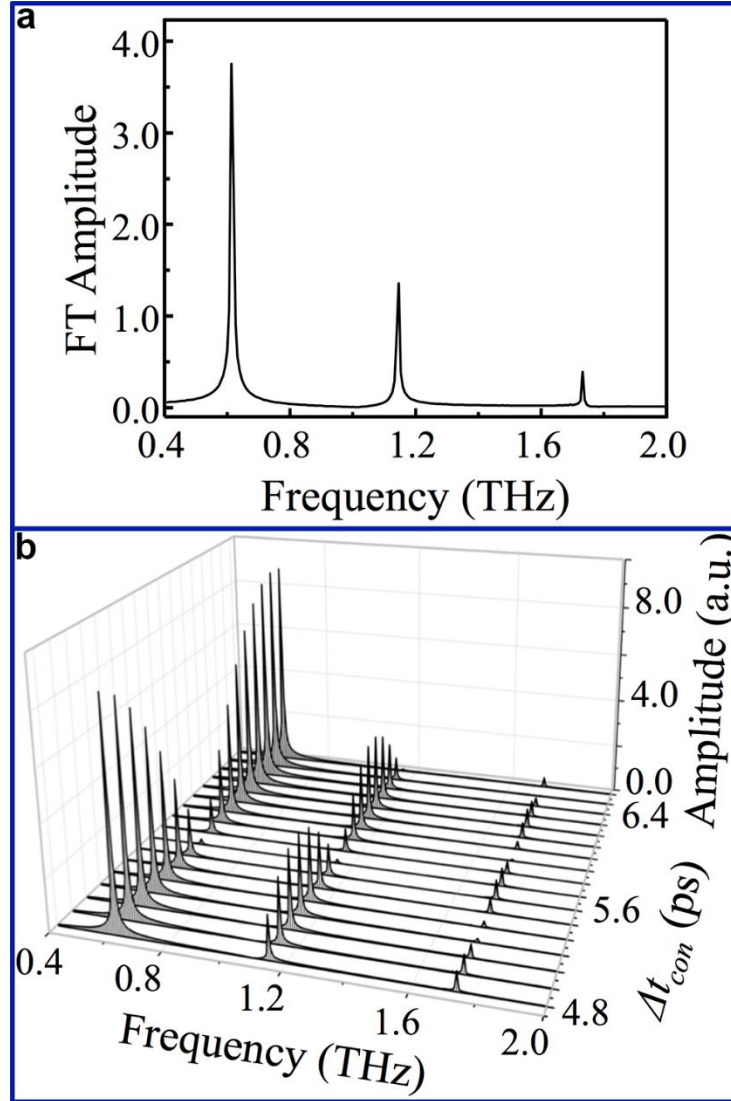 a
4.0
3.0
2.0
1.0
0.0
FT Amplitude
0.4 0.8 1.2 1.6 2.0
Frequency (THz)
b
8.0
4.0
0.0
Amplitude (a.u.)
6.4
5.6
4.8
Δt_con (ps)
0.4 0.8 1.2 1.6 2.0
Frequency (THz)